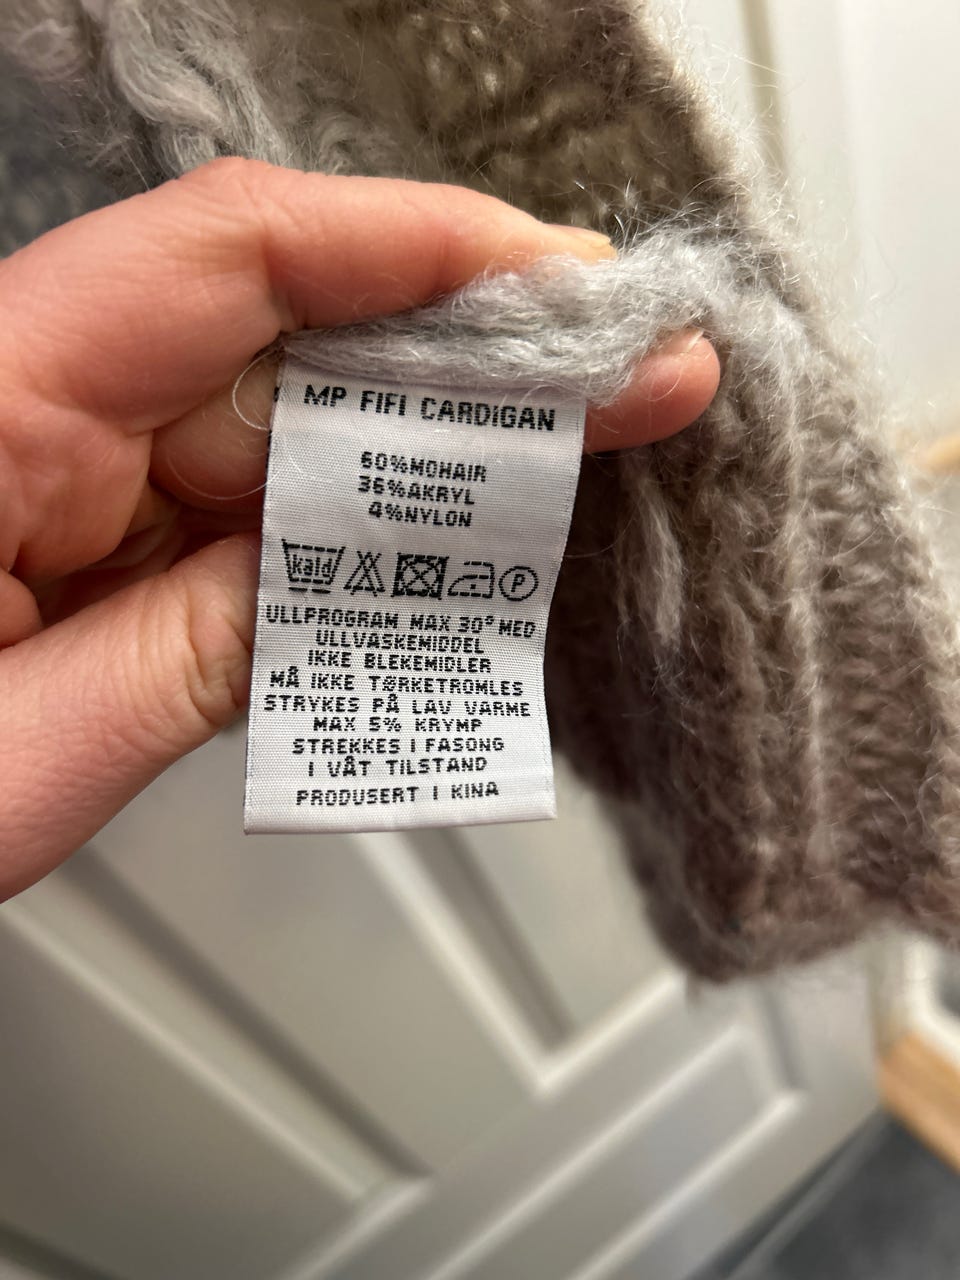 MP FIFI CARDIGAN
60%MOHAIR
36%AKRYL
4%NYLON
kald P
ULLPROGRAM MAX 30° MED
ULLVASKEMIDDEL
IKKE BLEKEMIDLER
MÅ IKKE TØRKETROMLES
STRYKES PÅ LAV VARME
MAX 5% KRYMP
STREKKES I FASONG
I VÅT TILSTAND
PRODUSERT I KINA